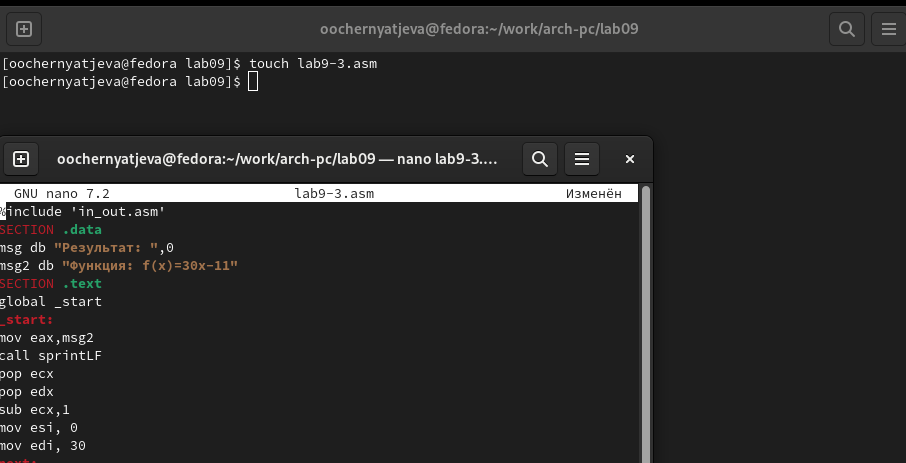 oochernyatjeva@fedora:~/work/arch-pc/lab09
[oochernyatjeva@fedora lab09]$ touch lab9-3.asm
[oochernyatjeva@fedora lab09]$
oochernyatjeva@fedora:~/work/arch-pc/lab09 — nano lab9-3....
GNU nano 7.2 lab9-3.asm Изменён
%include 'in_out.asm'
SECTION .data
msg db "Результат: ",0
msg2 db "Функция: f(x)=30x-11"
SECTION .text
global _start
_start:
mov eax,msg2
call sprintLF
pop ecx
pop edx
sub ecx,1
mov esi, 0
mov edi, 30